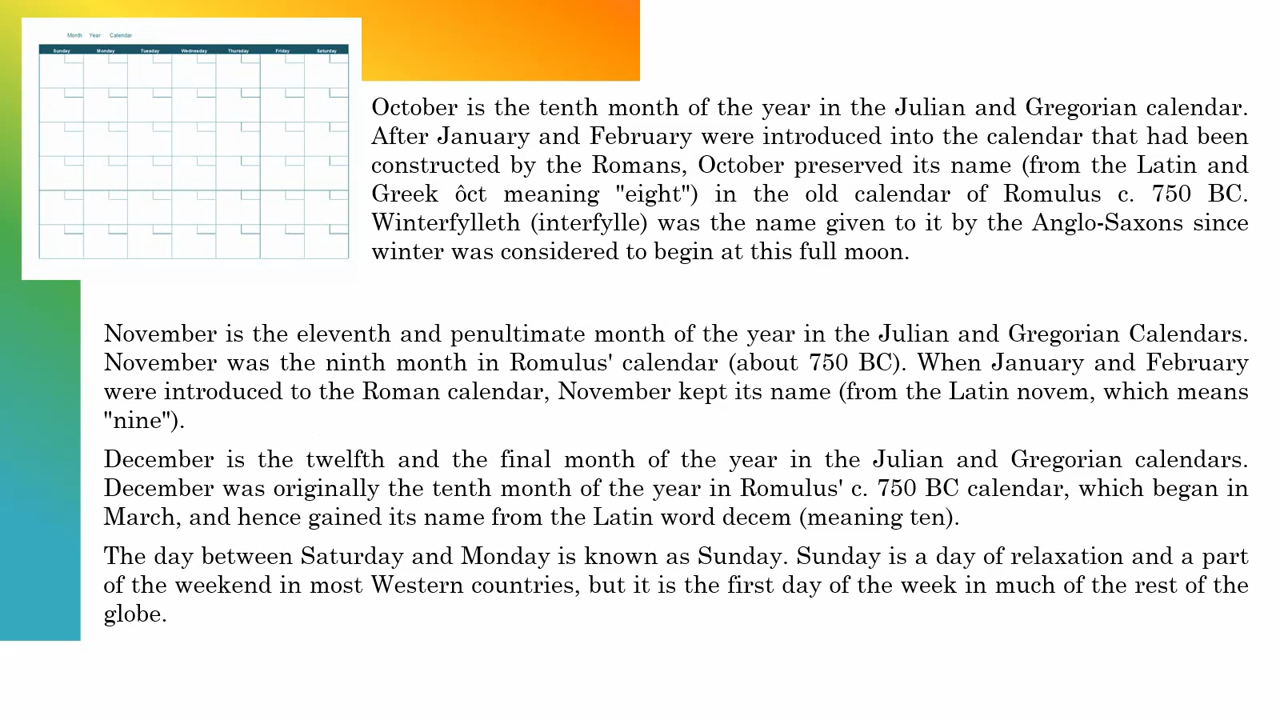 Month Year Calendar
Sunday Monday Tuesday Wednesday Thursday Friday Saturday
October is the tenth month of the year in the Julian and Gregorian calendar.
After January and February were introduced into the calendar that had been
constructed by the Romans, October preserved its name (from the Latin and
Greek ôct meaning "eight") in the old calendar of Romulus c. 750 BC.
Winterfylleth (interfylle) was the name given to it by the Anglo-Saxons since
winter was considered to begin at this full moon.
November is the eleventh and penultimate month of the year in the Julian and Gregorian Calendars.
November was the ninth month in Romulus' calendar (about 750 BC). When January and February
were introduced to the Roman calendar, November kept its name (from the Latin novem, which means
"nine").
December is the twelfth and the final month of the year in the Julian and Gregorian calendars.
December was originally the tenth month of the year in Romulus' c. 750 BC calendar, which began in
March, and hence gained its name from the Latin word decem (meaning ten).
The day between Saturday and Monday is known as Sunday. Sunday is a day of relaxation and a part
of the weekend in most Western countries, but it is the first day of the week in much of the rest of the
globe.